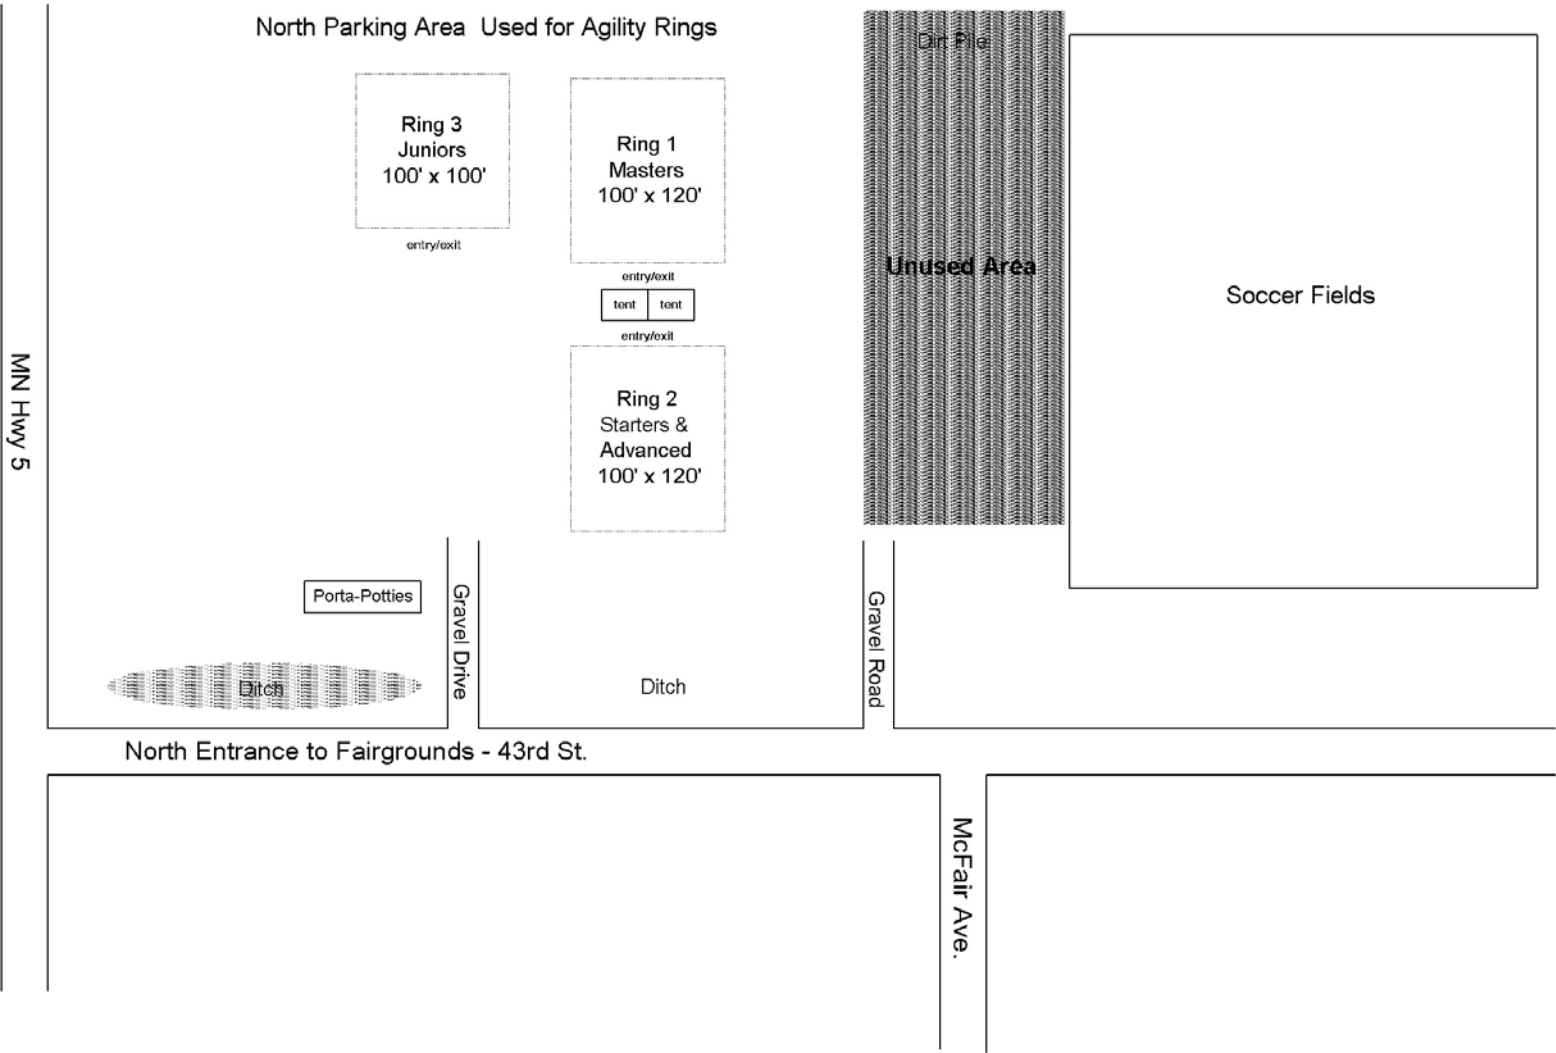 North Parking Area  Used for Agility Rings
Dirt Pile
Ring 3
Juniors
100' x 100'
entry/exit
Ring 1
Masters
100' x 120'
entry/exit
tent
tent
entry/exit
Ring 2
Starters &
Advanced
100' x 120'
Unused Area
Soccer Fields
MN Hwy 5
Porta-Potties
Gravel Drive
Gravel Road
Ditch
Ditch
North Entrance to Fairgrounds - 43rd St.
McFair Ave.